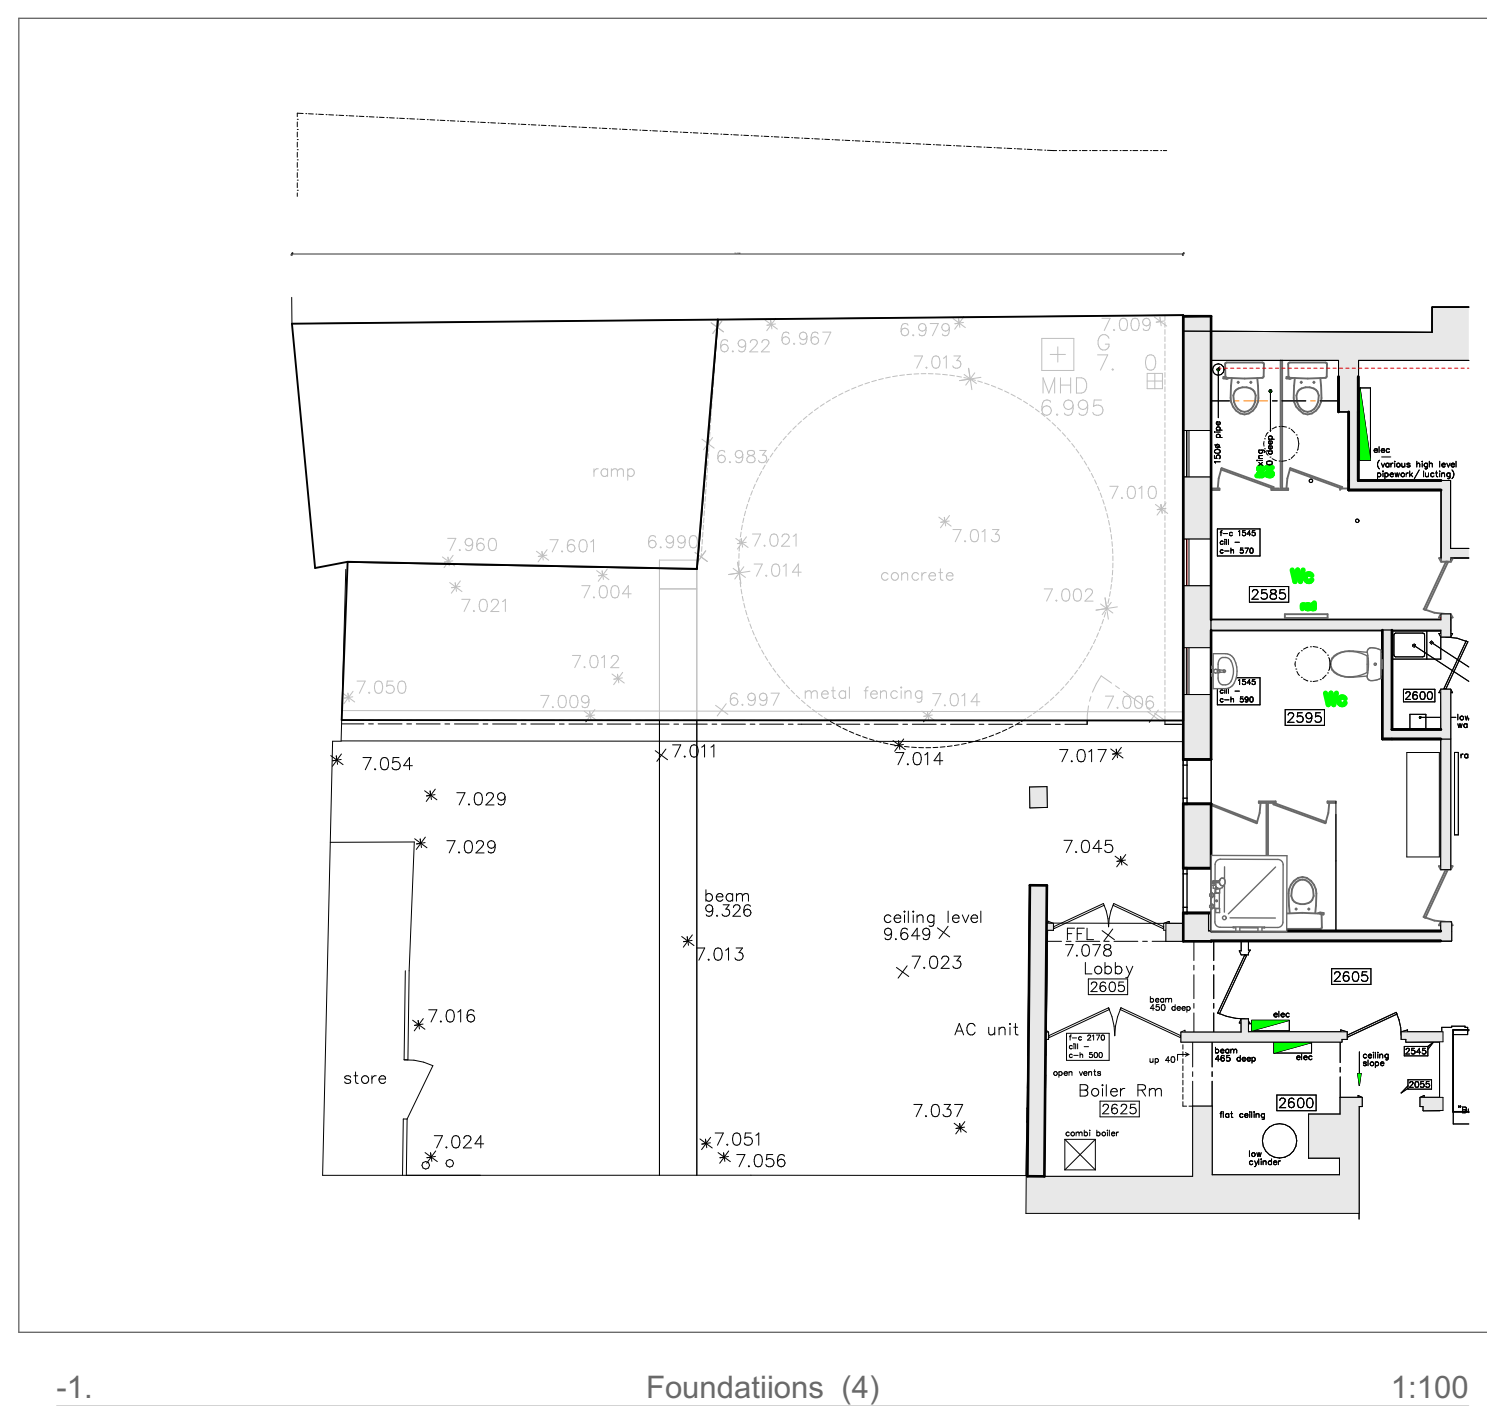 6.922
6.967
6.979
7.009
7.013
G
7. 0
MHD
6.995
6.983
ramp
7.010
7.013
7.960
7.601
6.990
7.021
7.014
concrete
7.021
7.004
7.002
7.012
7.050
7.009
6.997
metal fencing
7.014
7.006
150ø pipe
elec
(various high level
pipework/ lucting)
f-c 1545
cill -
c-h 570
Wc
2585
1545
cill -
c-h 590
Wc
2595
2600
7.054
7.011
7.014
7.017
7.029
7.029
7.045
beam
9.326
ceiling level
9.649
7.013
7.023
FFL
7.078
Lobby
2605
beam
450 deep
2605
elec
7.016
AC unit
f-c 2170
cill -
c-h 500
up 40
beam
465 deep
elec
ceiling
slope
2545
2055
open vents
Boiler Rm
2625
2600
flat ceiling
store
7.037
combi boiler
low
cylinder
7.024
7.051
7.056
-1.
Foundatiions (4)
1:100